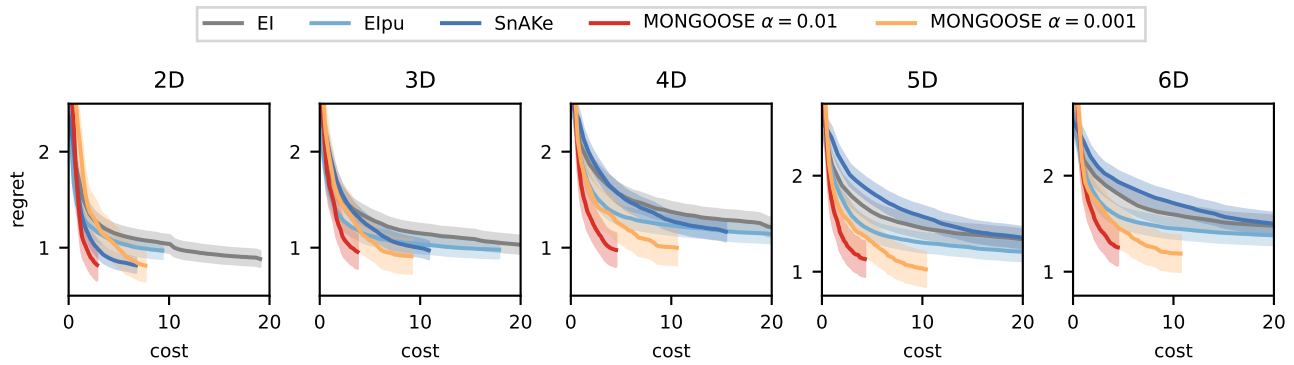 EI EIpu SnAKe MONGOOSE α = 0.01 MONGOOSE α = 0.001
2D 3D 4D 5D 6D
regret
2 2 2 2 2
1 1 1 1 1
0 10 20 0 10 20 0 10 20 0 10 20 0 10 20
cost cost cost cost cost